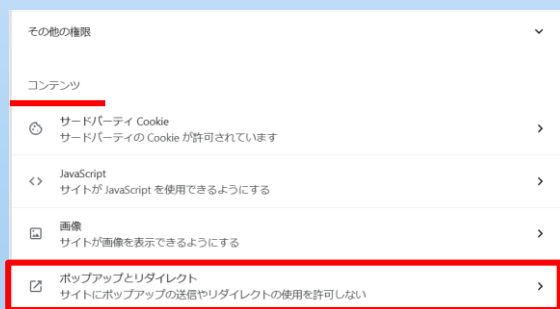 その他の権限
コンテンツ
サードパーティ Cookie
サードパーティの Cookie が許可されています
JavaScript
サイトが JavaScript を使用できるようにする
画像
サイトが画像を表示できるようにする
ポップアップとリダイレクト
サイトにポップアップの送信やリダイレクトの使用を許可しない